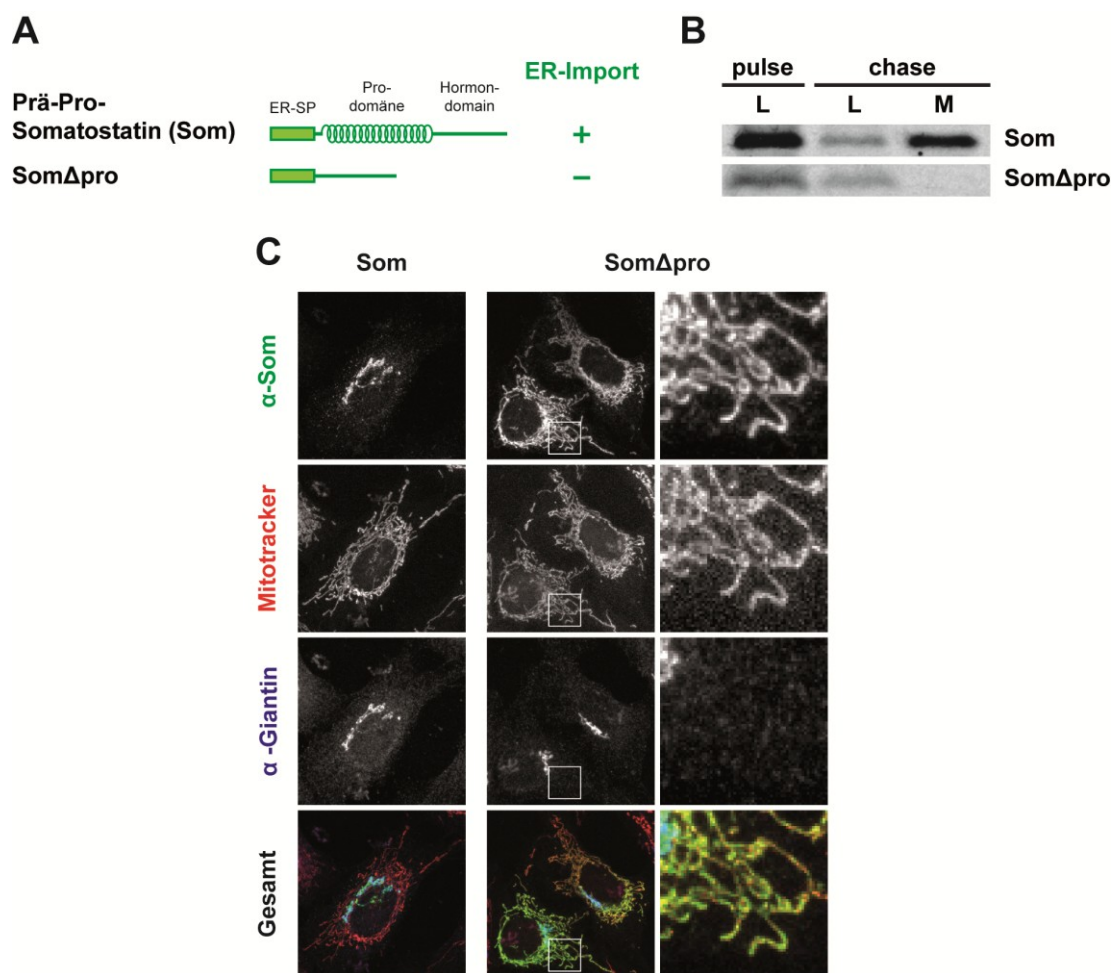 A
ER-Import
ER-SP
Pro-
domäne
Hormon-
domain
Prä-Pro-
Somatostatin (Som)
+
SomΔpro
–
B
pulse
chase
L
L
M
Som
SomΔpro
C
Som
SomΔpro
α-Som
Mitotracker
α -Giantin
Gesamt